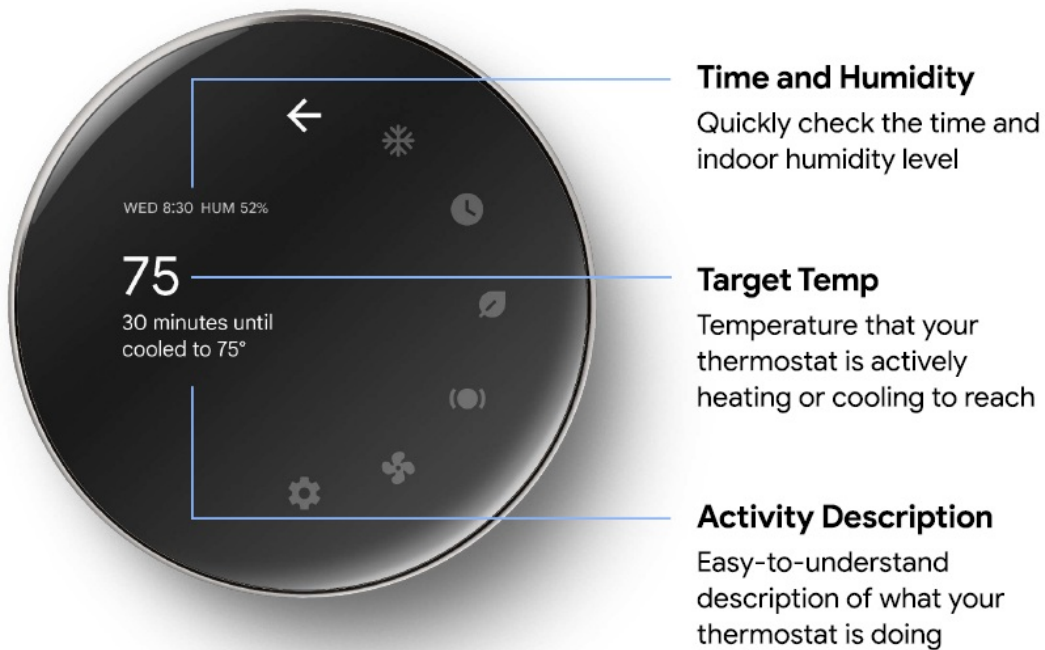 Time and Humidity
Quickly check the time and
indoor humidity level
WED 8:30 HUM 52%
75
30 minutes until
cooled to 75°
Target Temp
Temperature that your
thermostat is actively
heating or cooling to reach
Activity Description
Easy-to-understand
description of what your
thermostat is doing